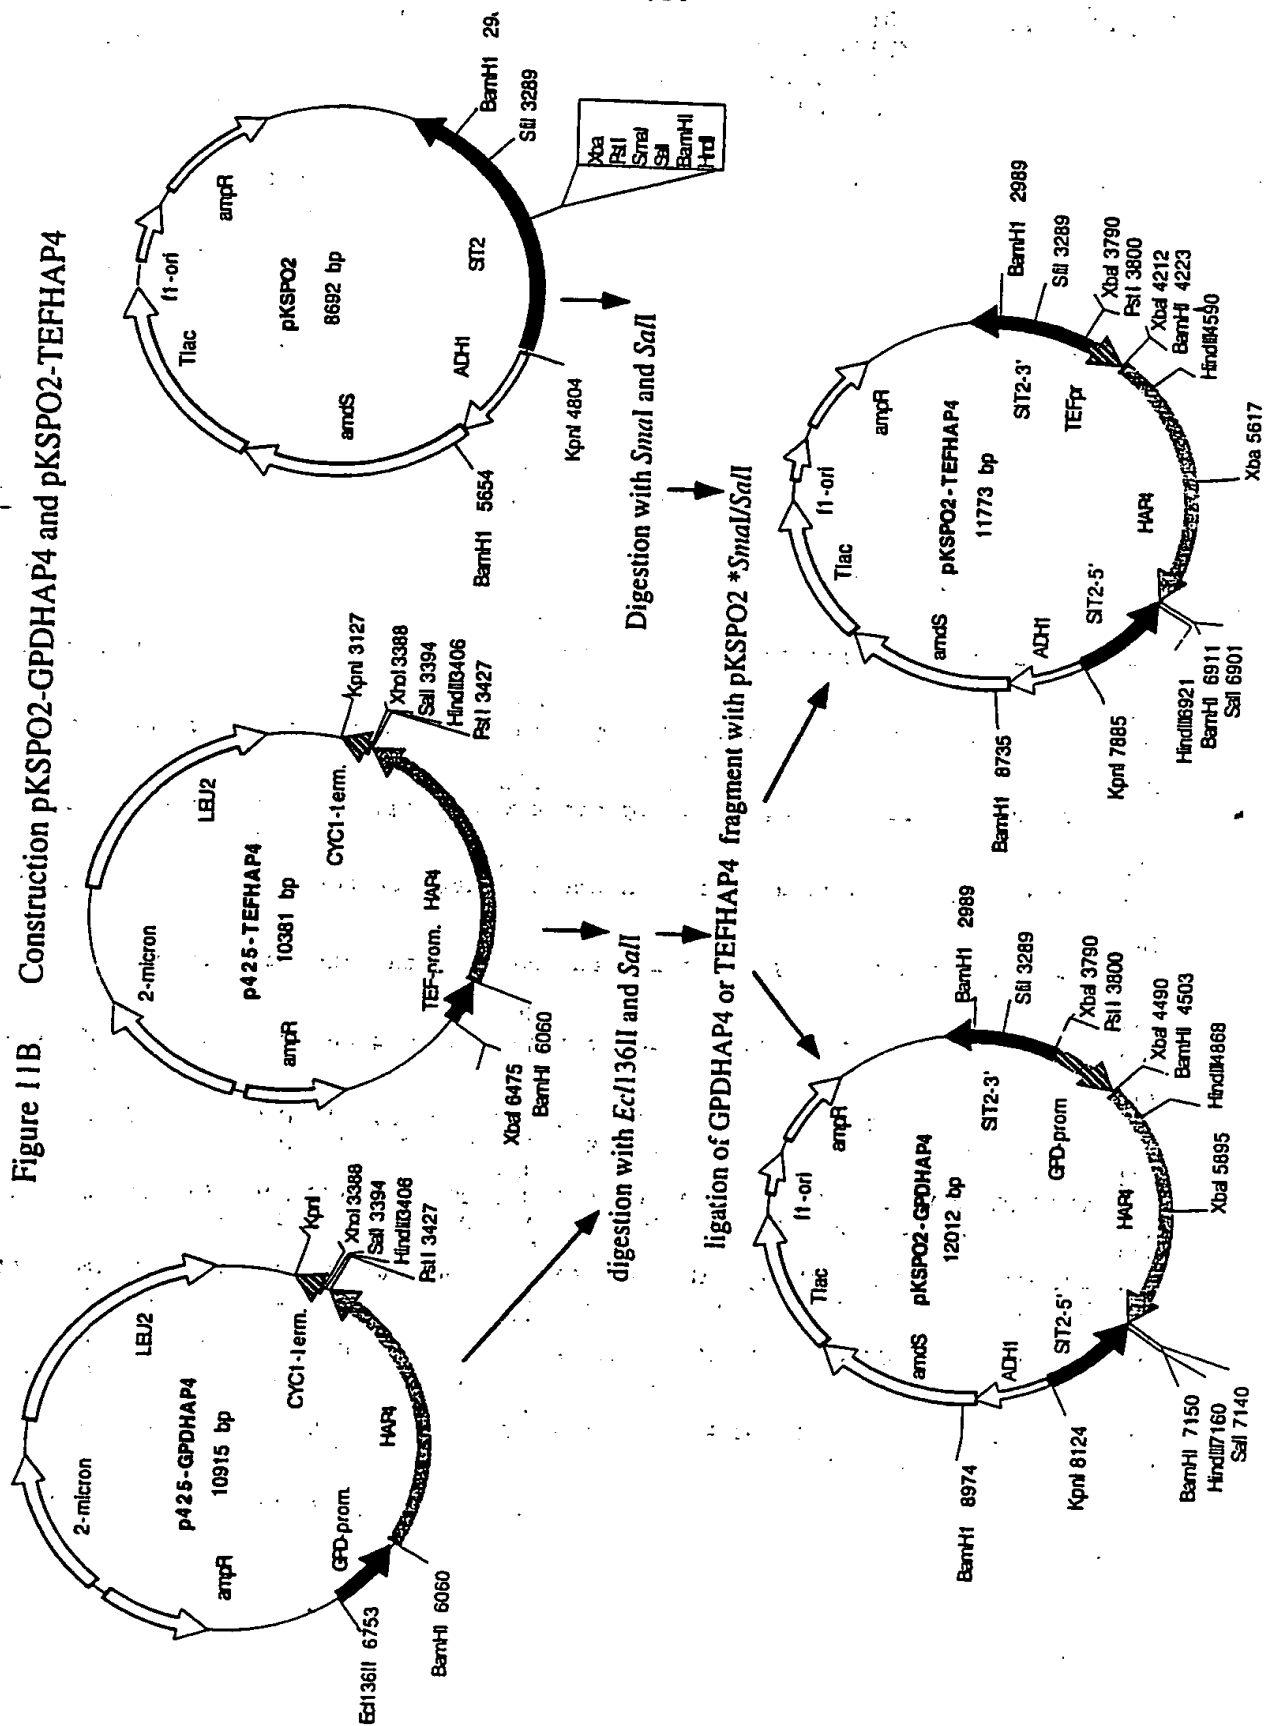 Figure 11B Construction pKSPO2-GPDHAP4 and pKSPO2-TEFHAP4
2-micron
LEU2
p425-GPDHAP4
10915 bp
ampR
CYC1-term.
GPD-prom.
HAP4
KpnI
XhoI 3388
SalI 3394
HindIII 3406
PstI 3427
Ecl136II 6753
BamHI 6060
2-micron
LEU2
p425-TEFHAP4
10381 bp
ampR
CYC1-term.
TEF-prom.
HAP4
KpnI 3127
XhoI 3388
SalI 3394
HindIII 3406
PstI 3427
XbaI 6475
BamHI 6060
Tlac
f1-ori
ampR
pKSPO2
8692 bp
amdS
ADH1
SIT2
BamH1
SfiI 3289
Xba
PstI
SmaI
SalI
BamHI
HndI
KpnI 4804
BamH1 5654
digestion with Ecl136II and SalI
Digestion with SmaI and SalI
ligation of GPDHAP4 or TEFHAP4 fragment with pKSPO2 *SmaI/SalI
Tlac
f1-ori
ampR
amdS
pKSPO2-GPDHAP4
12012 bp
ADH1
SIT2-5'
SIT2-3'
GPD-prom
HAP4
BamH1 2989
SfiI 3289
XbaI 3790
PstI 3800
XbaI 4490
BamHI 4503
HindIII 4868
XbaI 5895
BamH1 8974
KpnI 8124
BamHI 7150
HindIII 7160
SalI 7140
Tlac
f1-ori
ampR
amdS
pKSPO2-TEFHAP4
11773 bp
ADH1
SIT2-5'
SIT2-3'
TEFpr
HAP4
BamH1 2989
SfiI 3289
XbaI 3790
PstI 3800
XbaI 4212
BamHI 4223
HindIII 4590
Xba 5617
BamH1 8735
KpnI 7885
HindIII 6921
BamHI 6911
SalI 6901